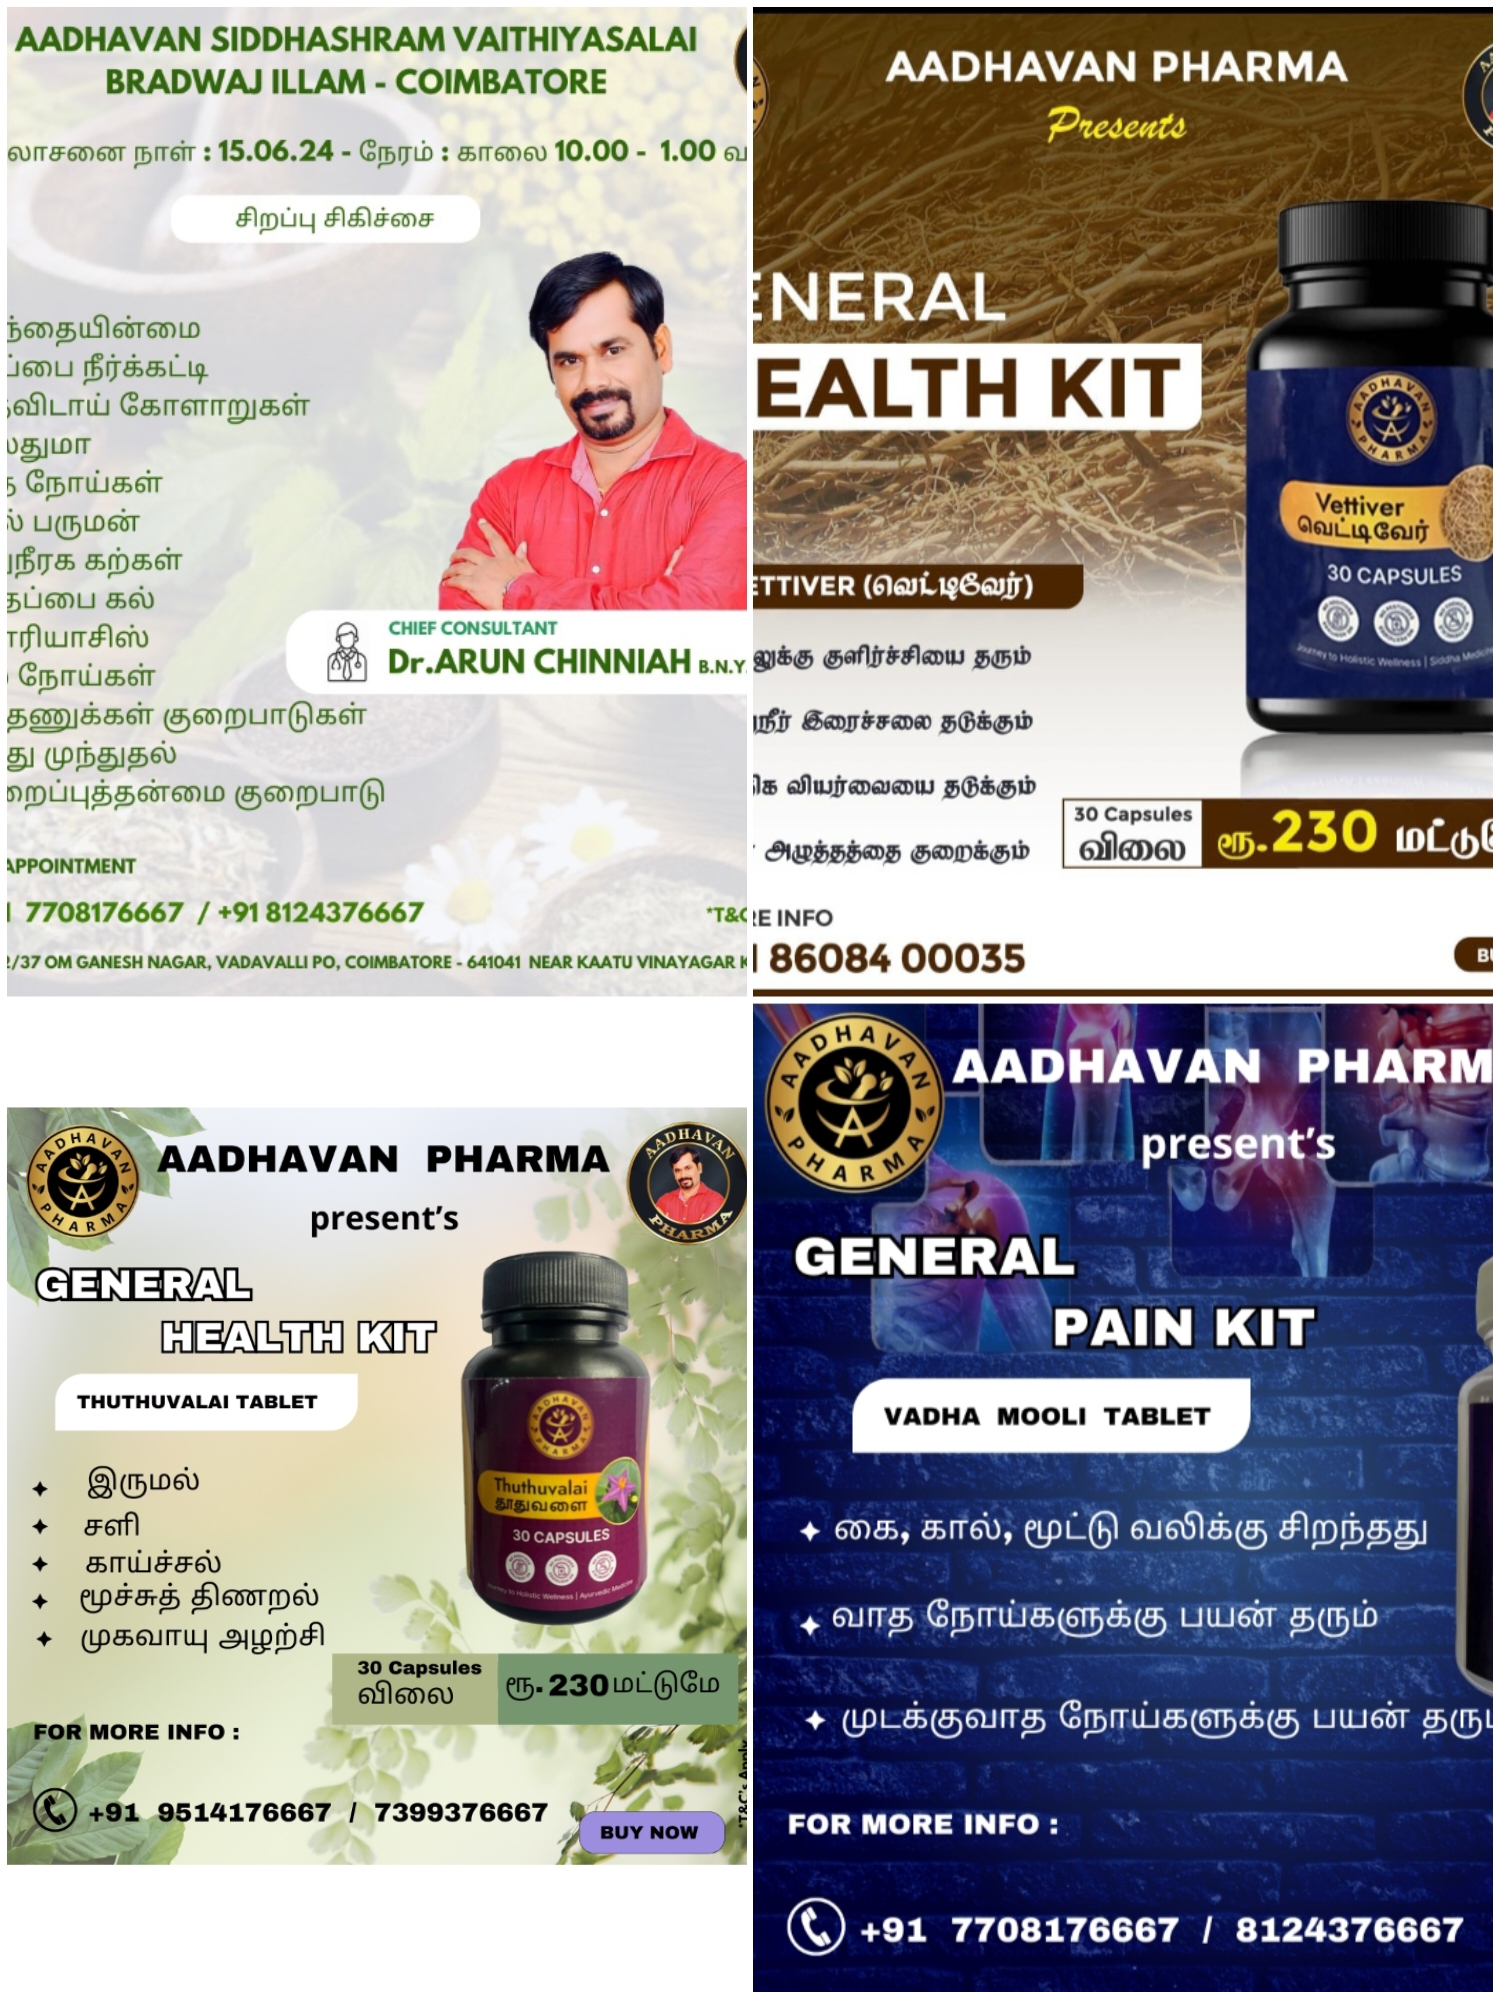 AADHAVAN SIDDHASHRAM VAITHIYASALAI
BRADWAJ ILLAM - COIMBATORE
லாசனை நாள் : 15.06.24 - நேரம் : காலை 10.00 - 1.00 வ
சிறப்பு சிகிச்சை
ந்தையின்மை
ப்பை நீர்க்கட்டி
விடாய் கோளாறுகள்
துமா
நோய்கள்
ல் பருமன்
நீரக கற்கள்
தப்பை கல்
ரியாசிஸ்
நோய்கள்
தணுக்கள் குறைபாடுகள்
து முந்துதல்
றைப்புத்தன்மை குறைபாடு
CHIEF CONSULTANT
Dr.ARUN CHINNIAH B.N.Y.
APPOINTMENT
7708176667 / +91 8124376667
*T&C
2/37 OM GANESH NAGAR, VADAVALLI PO, COIMBATORE - 641041 NEAR KAATU VINAYAGAR K
AADHAVAN PHARMA
Presents
ENERAL
EALTH KIT
AADHAVAN PHARMA
Vettiver
வெட்டிவேர்
30 CAPSULES
Journey to Holistic Wellness | Siddha Medici
ETTIVER (வெட்டிவேர்)
லுக்கு குளிர்ச்சியை தரும்
நீர் இரைச்சலை தடுக்கும்
க வியர்வையை தடுக்கும்
அழுத்தத்தை குறைக்கும்
30 Capsules
விலை
ரூ.230 மட்டுமே
RE INFO
86084 00035
BU
AADHAVAN PHARMA
AADHAVAN PHARMA
present's
AADHAVAN PHARMA
GENERAL
HEALTH KIT
THUTHUVALAI TABLET
இருமல்
சளி
காய்ச்சல்
மூச்சுத் திணறல்
முகவாயு அழற்சி
AADHAVAN PHARMA
Thuthuvalai
தூதுவளை
30 CAPSULES
Journey to Holistic Wellness | Ayurvedic Medicine
30 Capsules
விலை
ரூ.230 மட்டுமே
FOR MORE INFO :
+91 9514176667 / 7399376667
BUY NOW
*T&C's Apply
AADHAVAN PHARMA
AADHAVAN PHARM
present's
GENERAL
PAIN KIT
VADHA MOOLI TABLET
கை, கால், மூட்டு வலிக்கு சிறந்தது
வாத நோய்களுக்கு பயன் தரும்
முடக்குவாத நோய்களுக்கு பயன் தரும்
FOR MORE INFO :
+91 7708176667 / 8124376667